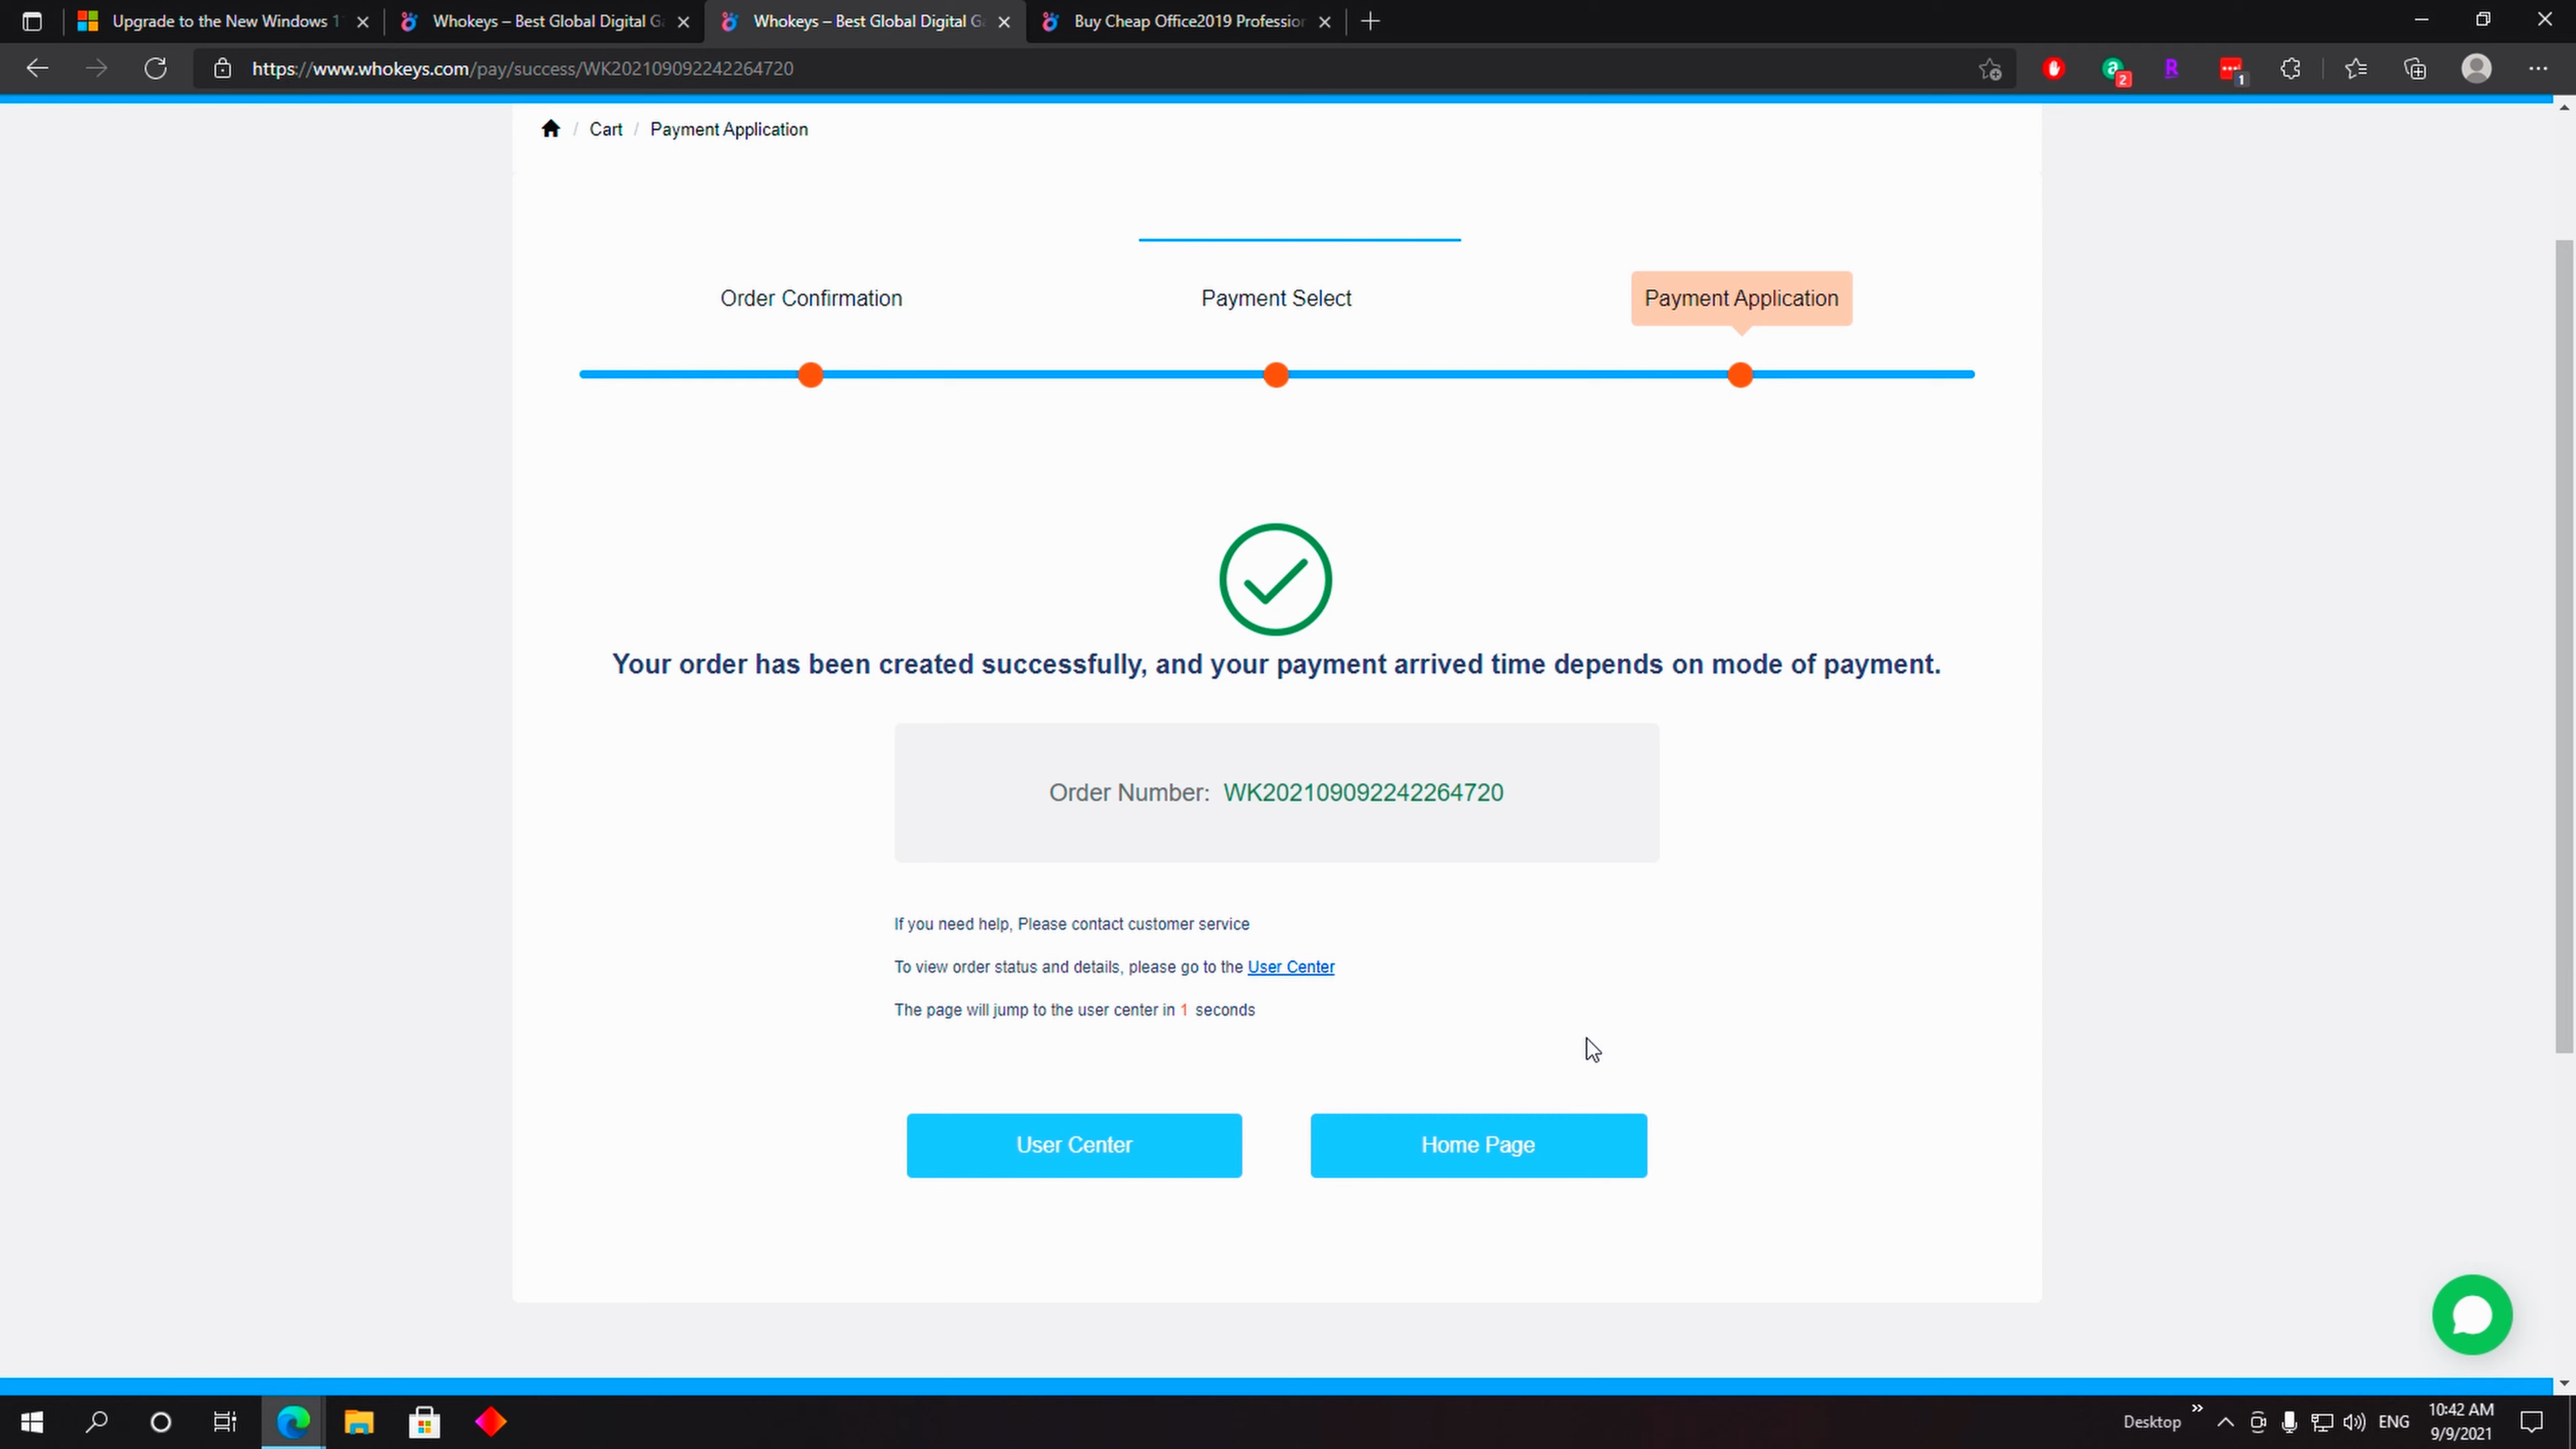 Upgrade to the New Windows 1
Whokeys – Best Global Digital Ga
Whokeys – Best Global Digital Ga
Buy Cheap Office2019 Profession
https://www.whokeys.com/pay/success/WK202109092242264720
2
1
/ Cart / Payment Application
Order Confirmation
Payment Select
Payment Application
Your order has been created successfully, and your payment arrived time depends on mode of payment.
Order Number: WK202109092242264720
If you need help, Please contact customer service
To view order status and details, please go to the User Center
The page will jump to the user center in 1 seconds
User Center
Home Page
Desktop
ENG
10:42 AM
9/9/2021